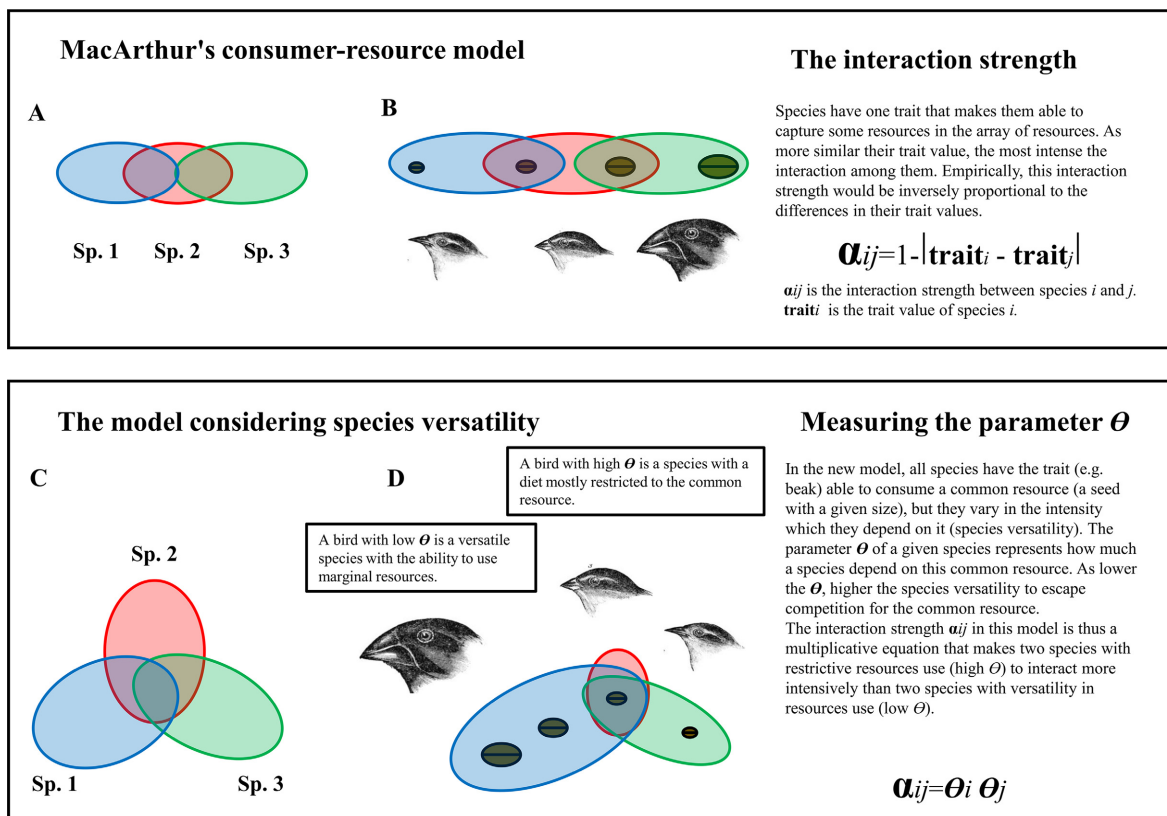 MacArthur's consumer-resource model
The interaction strength
A
B
Sp. 1
Sp. 2
Sp. 3
Species have one trait that makes them able to
capture some resources in the array of resources. As
more similar their trait value, the most intense the
interaction among them. Empirically, this interaction
strength would be inversely proportional to the
differences in their trait values.
αij=1-|traiti - traitj|
αij is the interaction strength between species i and j.
traiti is the trait value of species i.
The model considering species versatility
Measuring the parameter ϴ
C
D
A bird with high ϴ is a species with a
diet mostly restricted to the common
resource.
A bird with low ϴ is a versatile
species with the ability to use
marginal resources.
Sp. 2
Sp. 1
Sp. 3
In the new model, all species have the trait (e.g.
beak) able to consume a common resource (a seed
with a given size), but they vary in the intensity
which they depend on it (species versatility). The
parameter ϴ of a given species represents how much
a species depend on this common resource. As lower
the ϴ, higher the species versatility to escape
competition for the common resource.
The interaction strength αij in this model is thus a
multiplicative equation that makes two species with
restrictive resources use (high ϴ) to interact more
intensively than two species with versatility in
resources use (low ϴ).
αij=ϴi ϴj